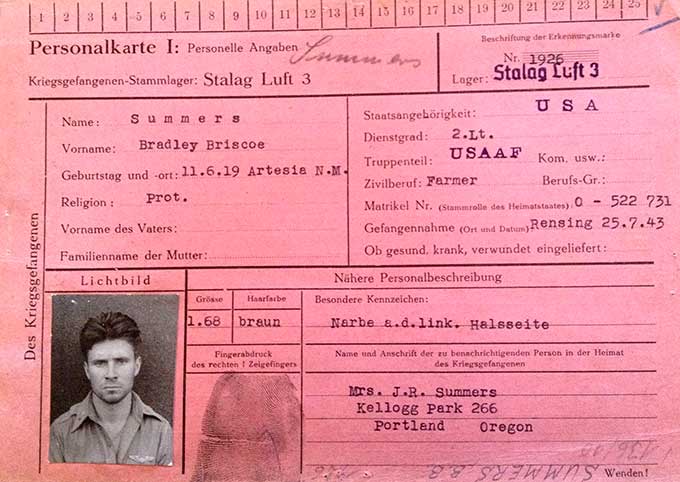 1 2 3 4 5 6 7 8 9 10 11 12 13 14 15 16 17 18 19 20 21 22 23 24 25
Personalkarte I: Personelle Angaben
Summers
Kriegsgefangenen-Stammlager: Stalag Luft 3
Beschriftung der Erkennungsmarke
Nr. 1926
Lager: Stalag Luft 3
Des Kriegsgefangenen
Name: Summers
Vorname: Bradley Briscoe
Geburtstag und -ort: 11.6.19 Artesia N.M.
Religion: Prot.
Vorname des Vaters:
Familienname der Mutter:
Staatsangehörigkeit: USA
Dienstgrad: 2.Lt.
Truppenteil: USAAF Kom. usw.:
Zivilberuf: Farmer Berufs-Gr.:
Matrikel Nr. (Stammrolle des Heimatstaates) O - 522 731
Gefangennahme (Ort und Datum) Rensing 25.7.43
Ob gesund, krank, verwundet eingeliefert:
Lichtbild
Nähere Personalbeschreibung
Grösse Haarfarbe Besondere Kennzeichen:
1.68 braun Narbe a.d.link. Halsseite
Fingerabdruck
des rechten ! Zeigefingers
Name und Anschrift der zu benachrichtigenden Person in der Heimat
des Kriegsgefangenen
Mrs. J.R. Summers
Kellogg Park 266
Portland Oregon
SUMMERS, B.B.
Wenden!